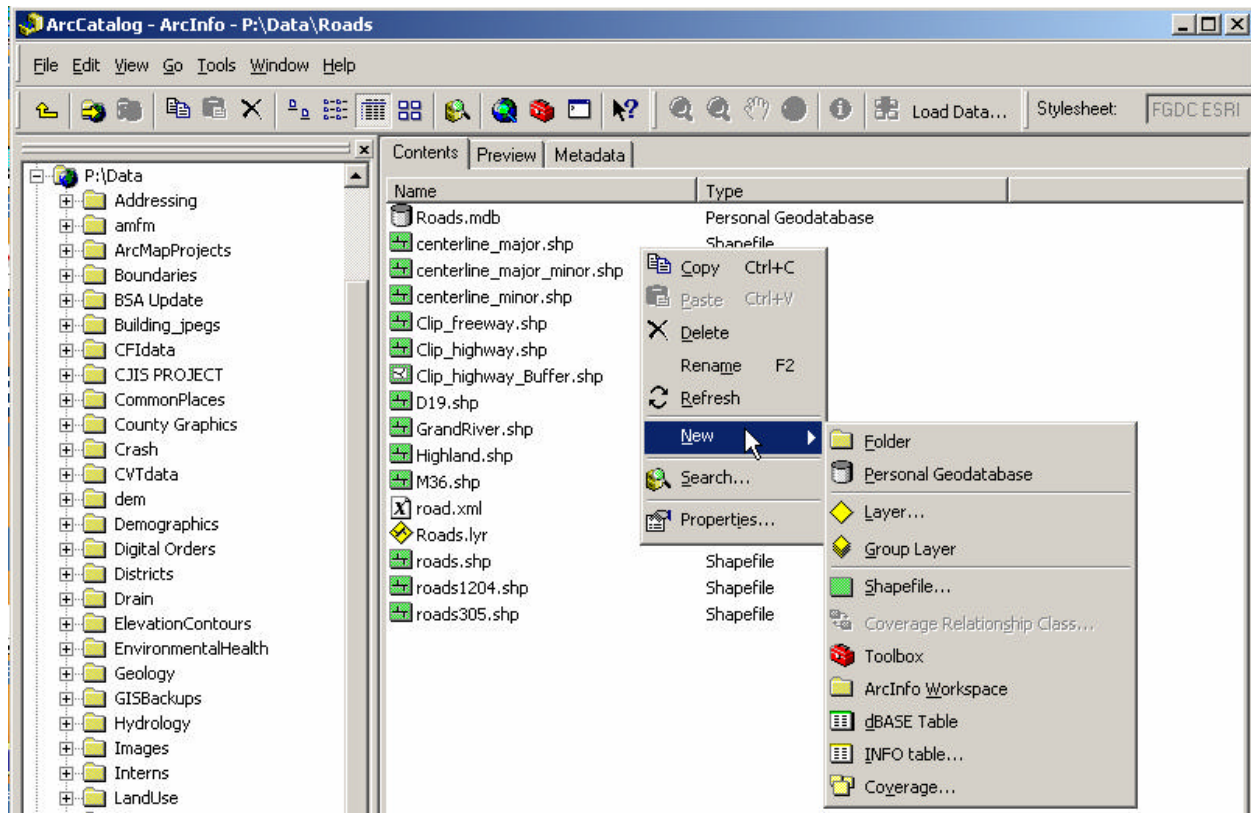 ArcCatalog - ArcInfo - P:\Data\Roads
File Edit View Go Tools Window Help
Load Data... Stylesheet: FGDC ESRI
P:\Data
Addressing
amfm
ArcMapProjects
Boundaries
BSA Update
Building_jpegs
CFIdata
CJIS PROJECT
CommonPlaces
County Graphics
Crash
CVTdata
dem
Demographics
Digital Orders
Districts
Drain
ElevationContours
EnvironmentalHealth
Geology
GISBackups
Hydrology
Images
Interns
LandUse
Contents Preview Metadata
Name Type
Roads.mdb Personal Geodatabase
centerline_major.shp Shapefile
centerline_major_minor.shp
centerline_minor.shp
Clip_freeway.shp
Clip_highway.shp
Clip_highway_Buffer.shp
D19.shp
GrandRiver.shp
Highland.shp
M36.shp
road.xml
Roads.lyr
roads.shp Shapefile
roads1204.shp Shapefile
roads305.shp Shapefile
Copy Ctrl+C
Paste Ctrl+V
Delete
Rename F2
Refresh
New
Search...
Properties...
Folder
Personal Geodatabase
Layer...
Group Layer
Shapefile...
Coverage Relationship Class...
Toolbox
ArcInfo Workspace
dBASE Table
INFO table...
Coverage...